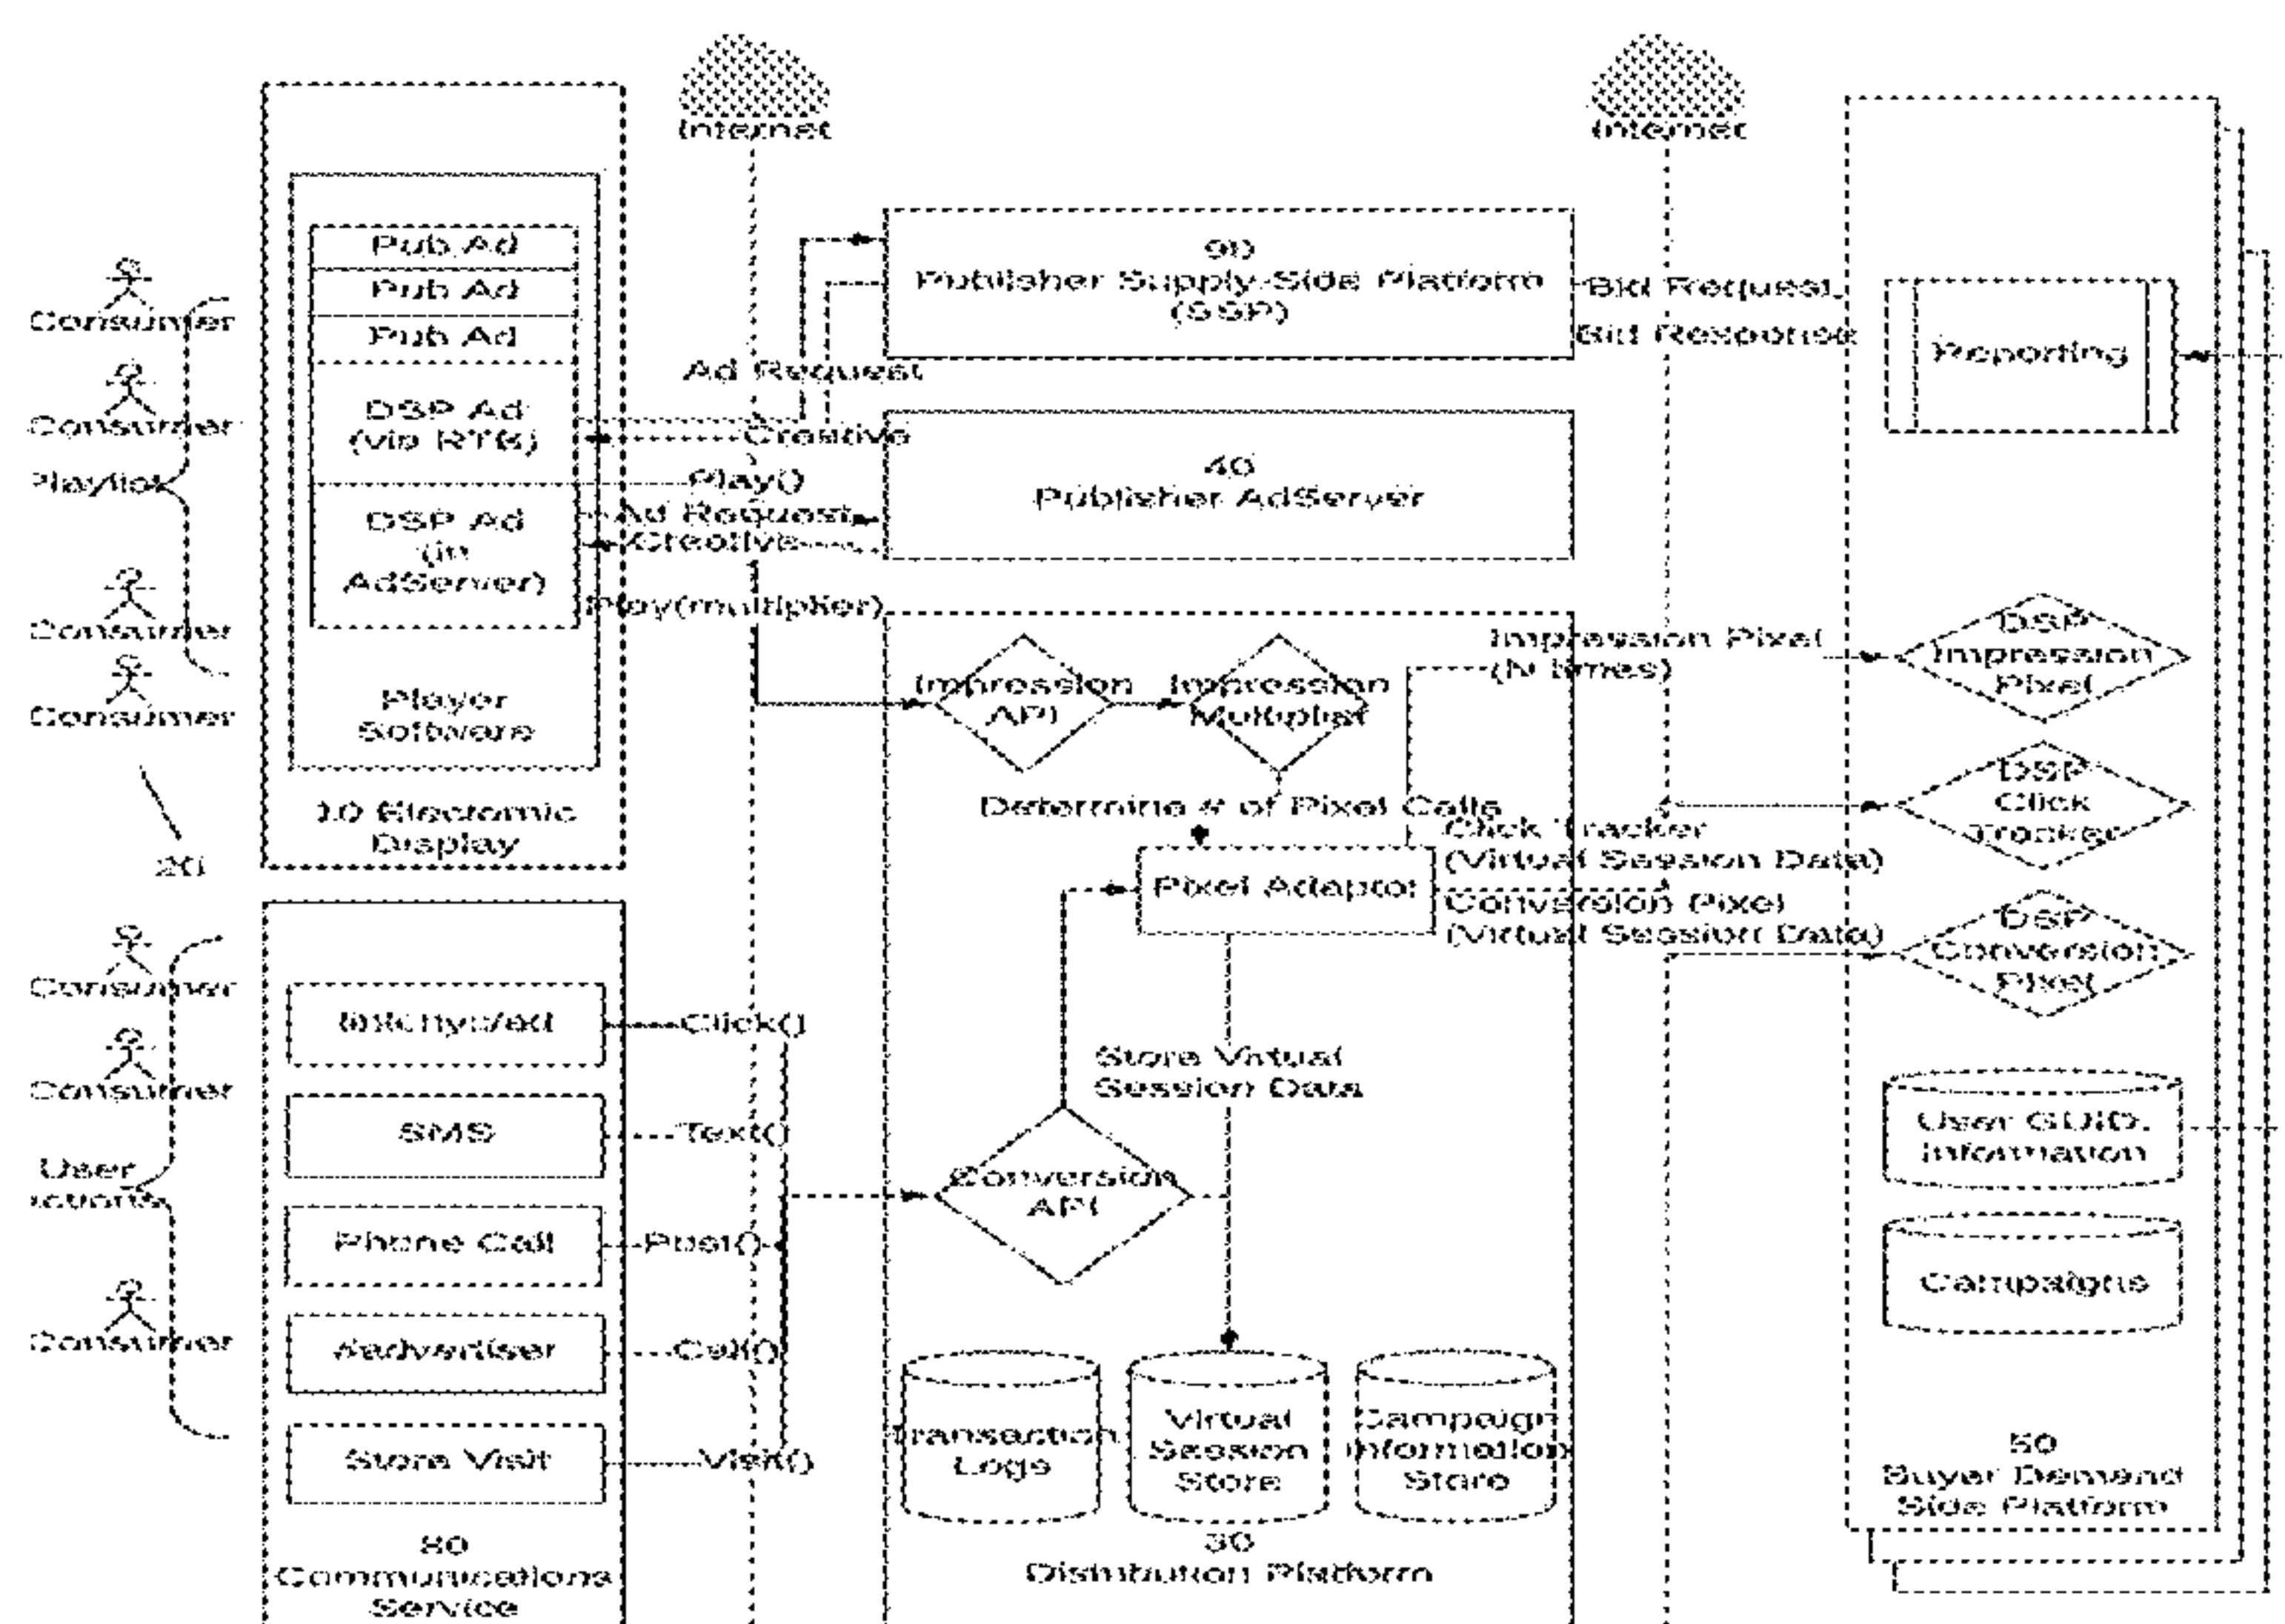 Internet
Internet
Pub Ad
Pub Ad
Pub Ad
DSP Ad
(via RTB)
DSP Ad
(in
AdServer)
Player
Software
10 Electornic
Display
Consumer
Consumer
Playlist
Consumer
Consumer
20
90
Publisher Supply-Side Platform
(SSP)
Bid Request
Bid Response
Ad Request
Creative
Play()
Ad Request
Creative
Play(multiplier)
40
Publisher AdServer
Reporting
Impression
API
Impression
Multiplier
Determine # of Pixel Calls
Pixel Adaptor
Impression Pixel
(N times)
Click Tracker
(Virtual Session Data)
Conversion Pixel
(Virtual Session Data)
DSP
Impression
Pixel
DSP
Click
Tracker
DSP
Conversion
Pixel
Consumer
Consumer
User
Consumer
Click()
SMS
Text()
Phone Call
Post()
#advertiser
Call()
Store Visit
Visit()
80
Communications
Service
Store Virtual
Session Data
Conversion
API
Transaction
Logs
Virtual
Session
Store
Campaign
Information
Store
30
Distribution Platform
User GUID
Information
Campaigns
50
Buyer Demand
Side Platform